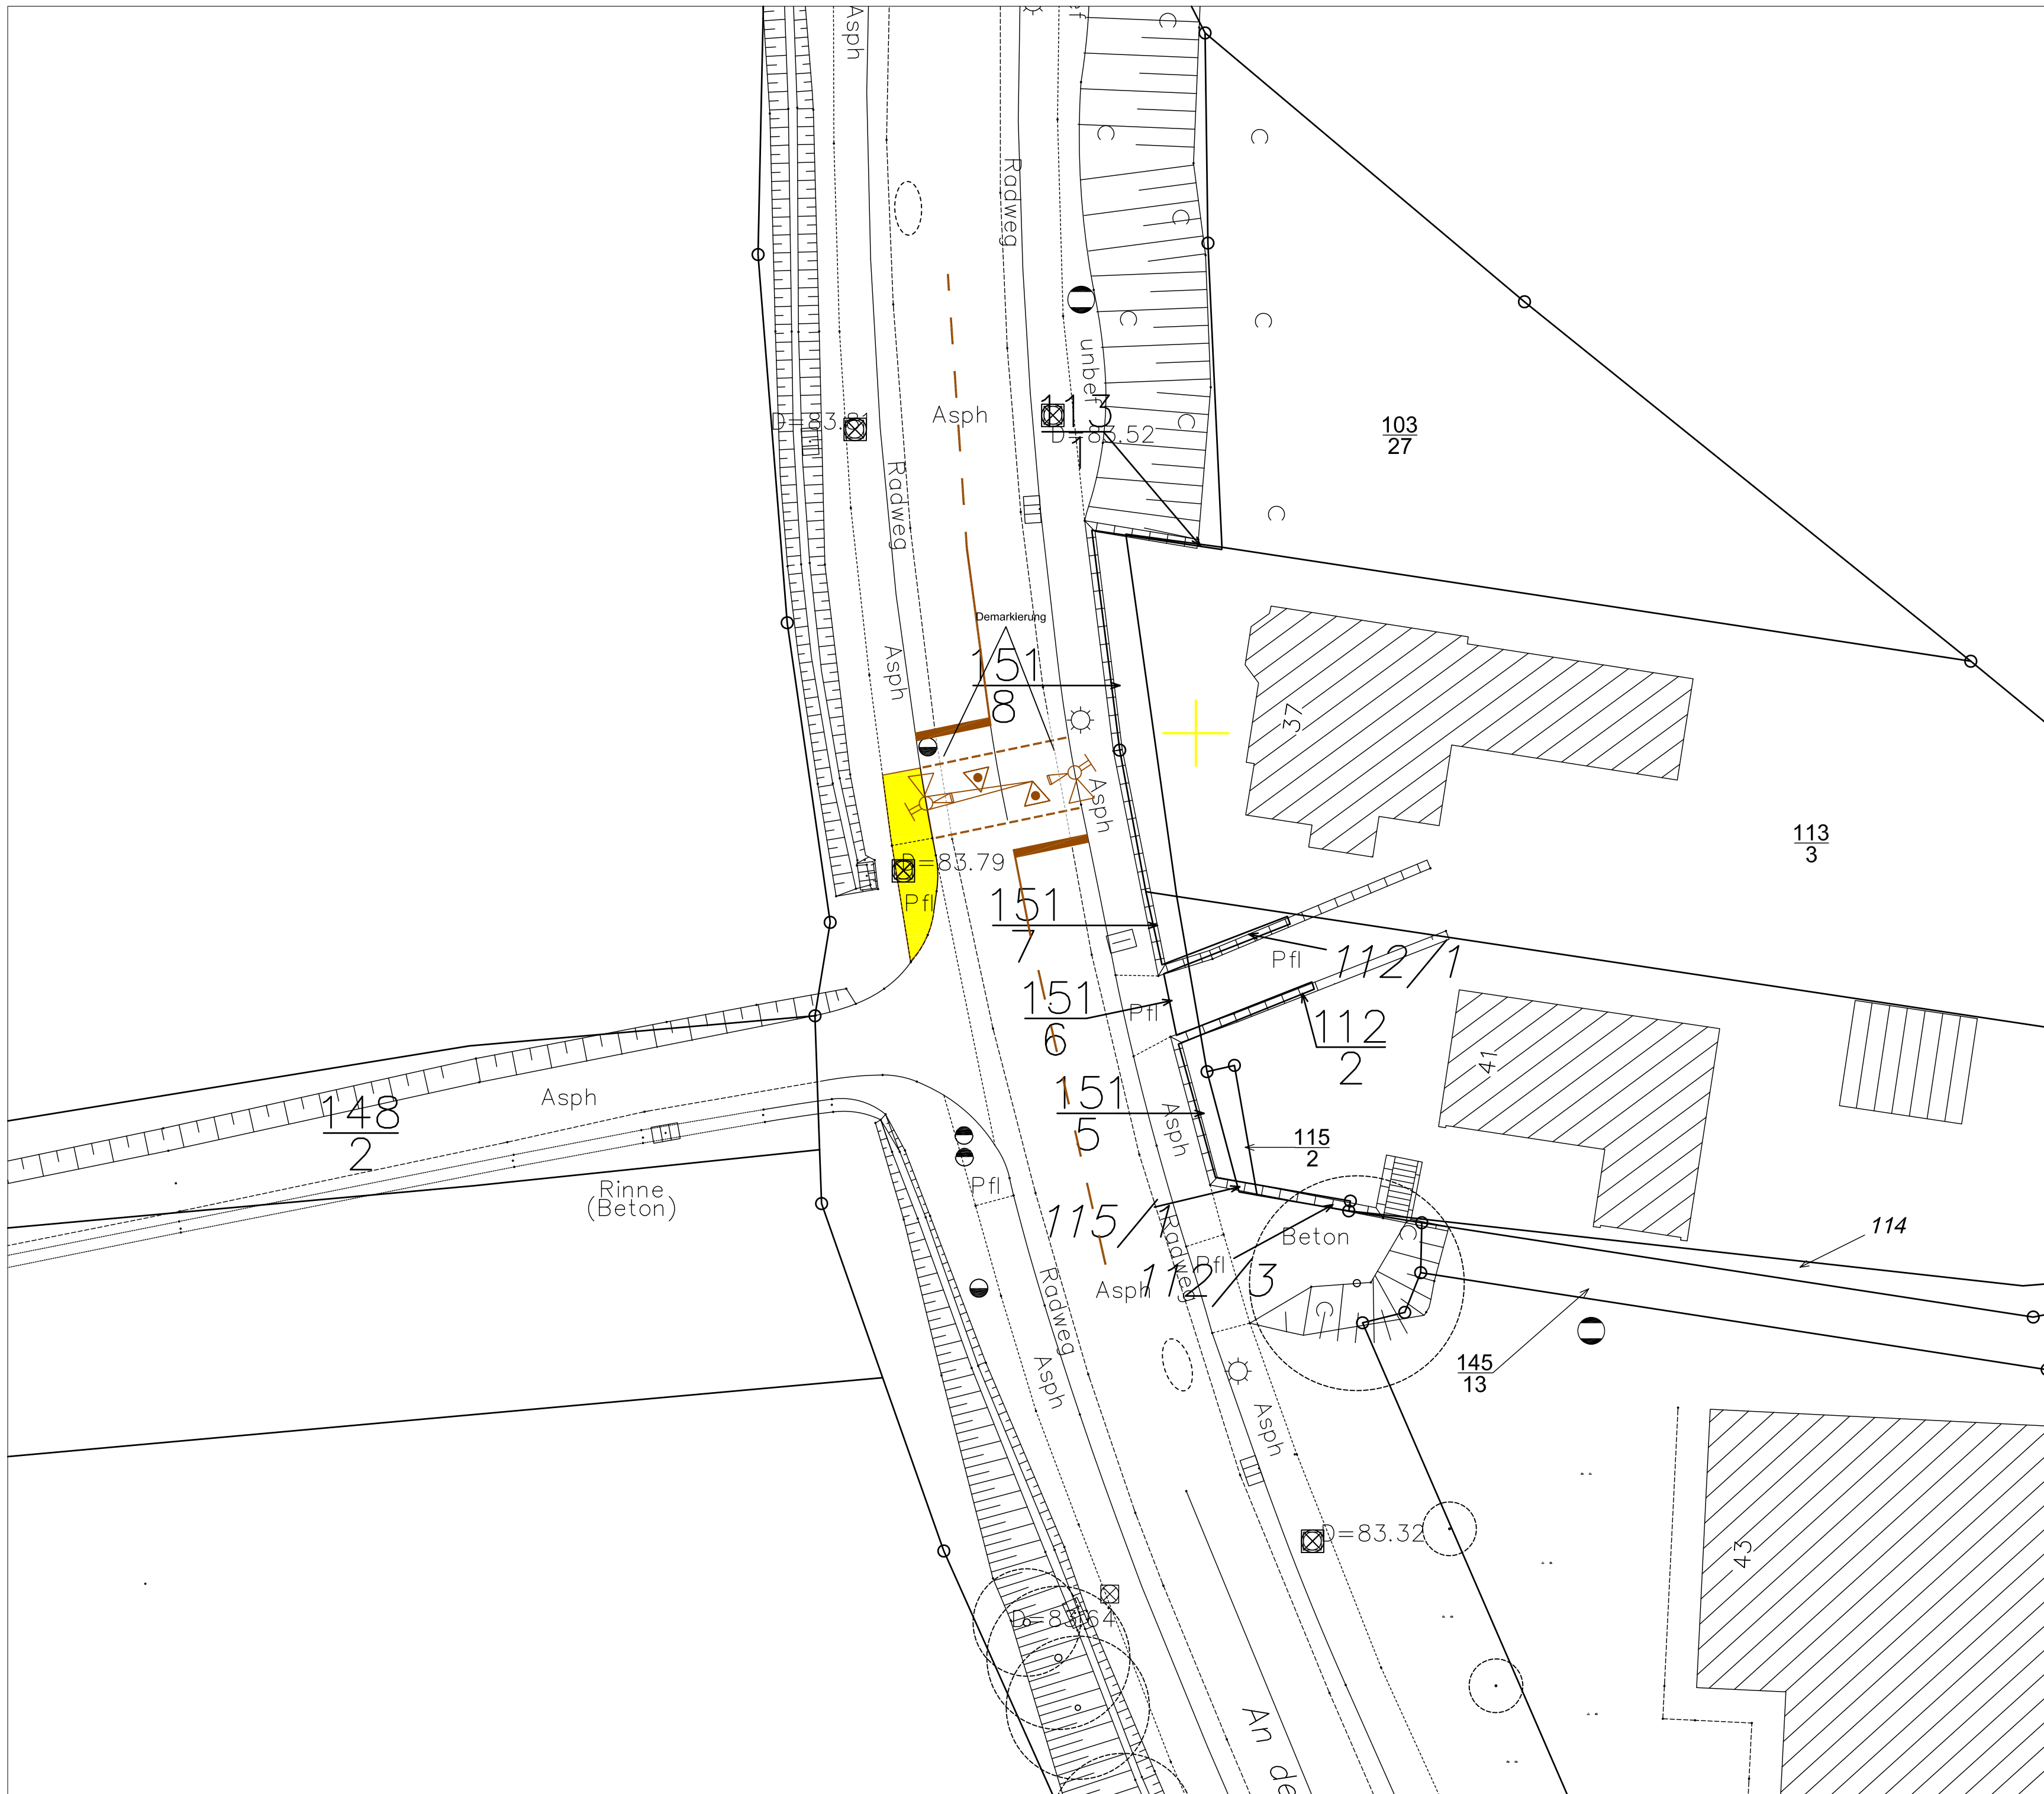 Asph
Radweg
D=83.81
Asph
unbef
113
1
D=83.52
103
27
Radweg
Demarkierung
151
8
Asph
37
Asph
113
3
D=83.79
Pfl
151
7
Pfl
112/1
151
6
Pfl
112
2
41
Asph
148
2
151
5
Asph
115
2
Rinne
(Beton)
Pfl
115/1
Radweg
Beton
114
Pfl
Asph
112/3
Radweg
Asph
145
13
Asph
D=83.32
43
D=83.64
An de